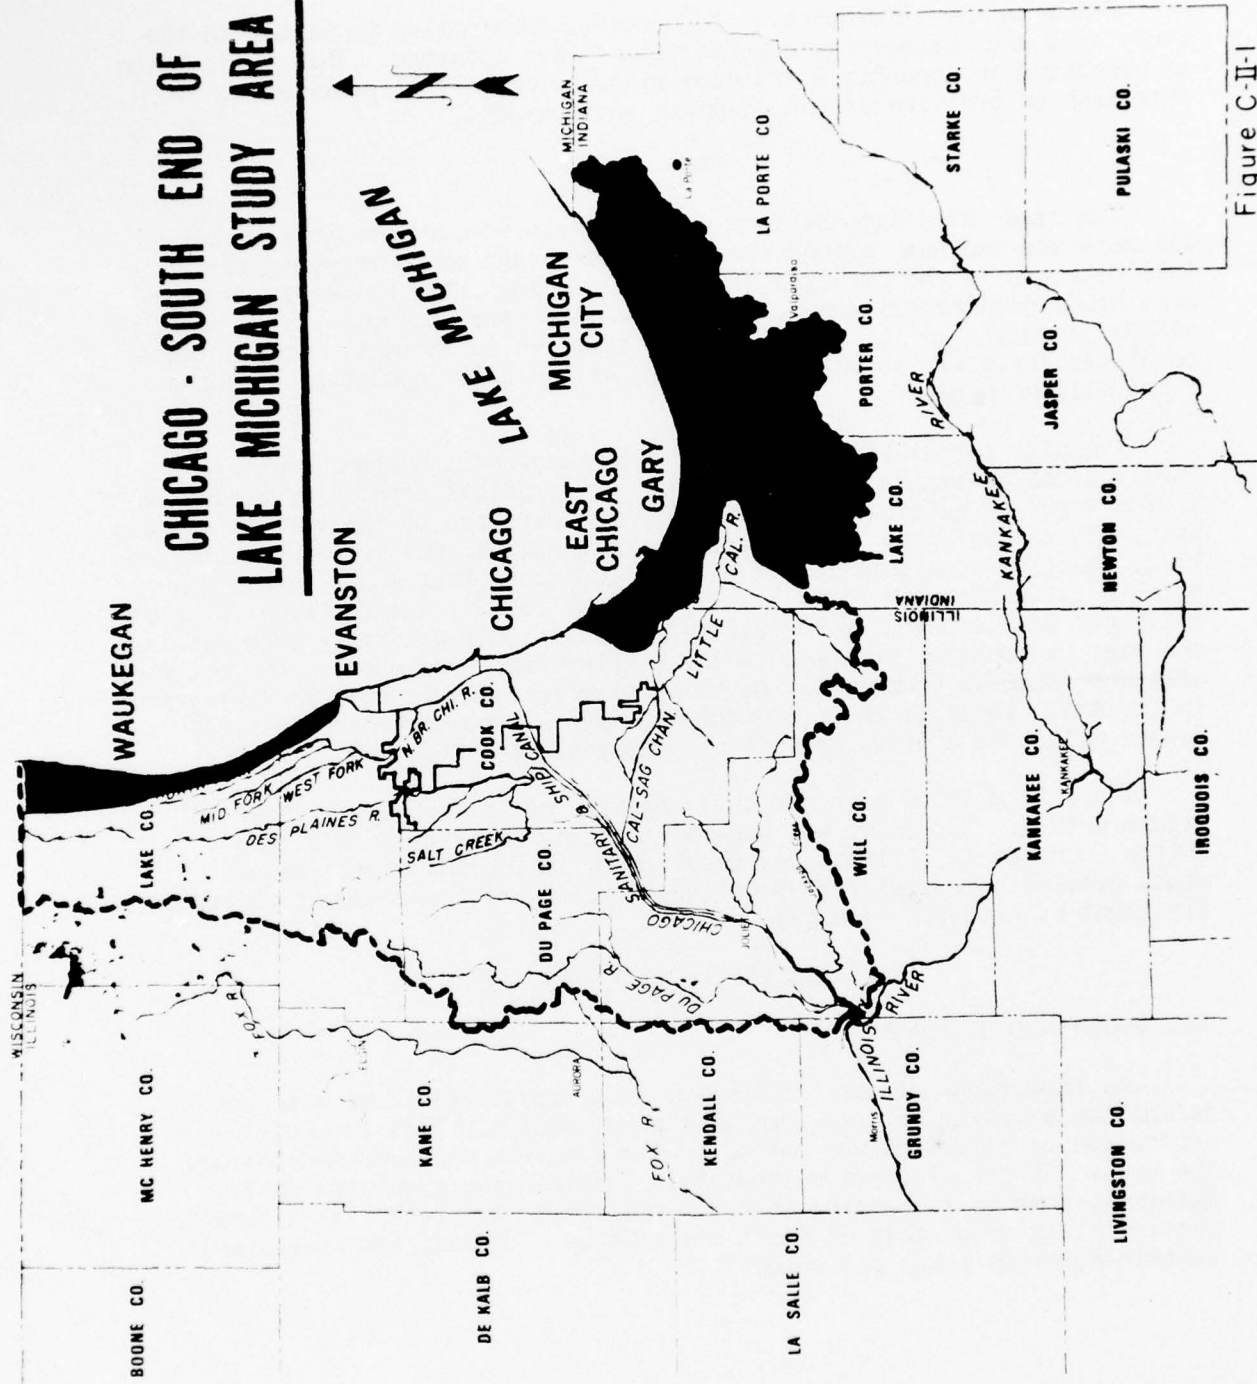 CHICAGO - SOUTH END OF
LAKE MICHIGAN STUDY AREA
N
WAUKEGAN
EVANSTON
CHICAGO
EAST
CHICAGO
GARY
MICHIGAN
CITY
LAKE MICHIGAN
LAKE MICHIGAN
MICHIGAN
INDIANA
La Porte
LA PORTE CO.
STARKE CO.
PULASKI CO.
Valparaiso
PORTER CO.
JASPER CO.
LAKE CO.
NEWTON CO.
KANKAKEE RIVER
ILLINOIS
INDIANA
LITTLE CAL. R.
CAL-SAG CHAN.
N. BR. CHI. R.
COOK CO.
MID FORK
WEST FORK
DES PLAINES R.
SALT CREEK
LAKE CO.
CHICAGO SANITARY & SHIP CANAL
DU PAGE CO.
DU PAGE R.
JOLIET
WILL CO.
KANKAKEE CO.
KANKAKEE
IROQUOIS CO.
WISCONSIN
ILLINOIS
FOX R.
MC HENRY CO.
BOONE CO.
KANE CO.
AURORA
DE KALB CO.
FOX R.
KENDALL CO.
LA SALLE CO.
ILLINOIS RIVER
Morris
GRUNDY CO.
LIVINGSTON CO.
Figure C-II-1